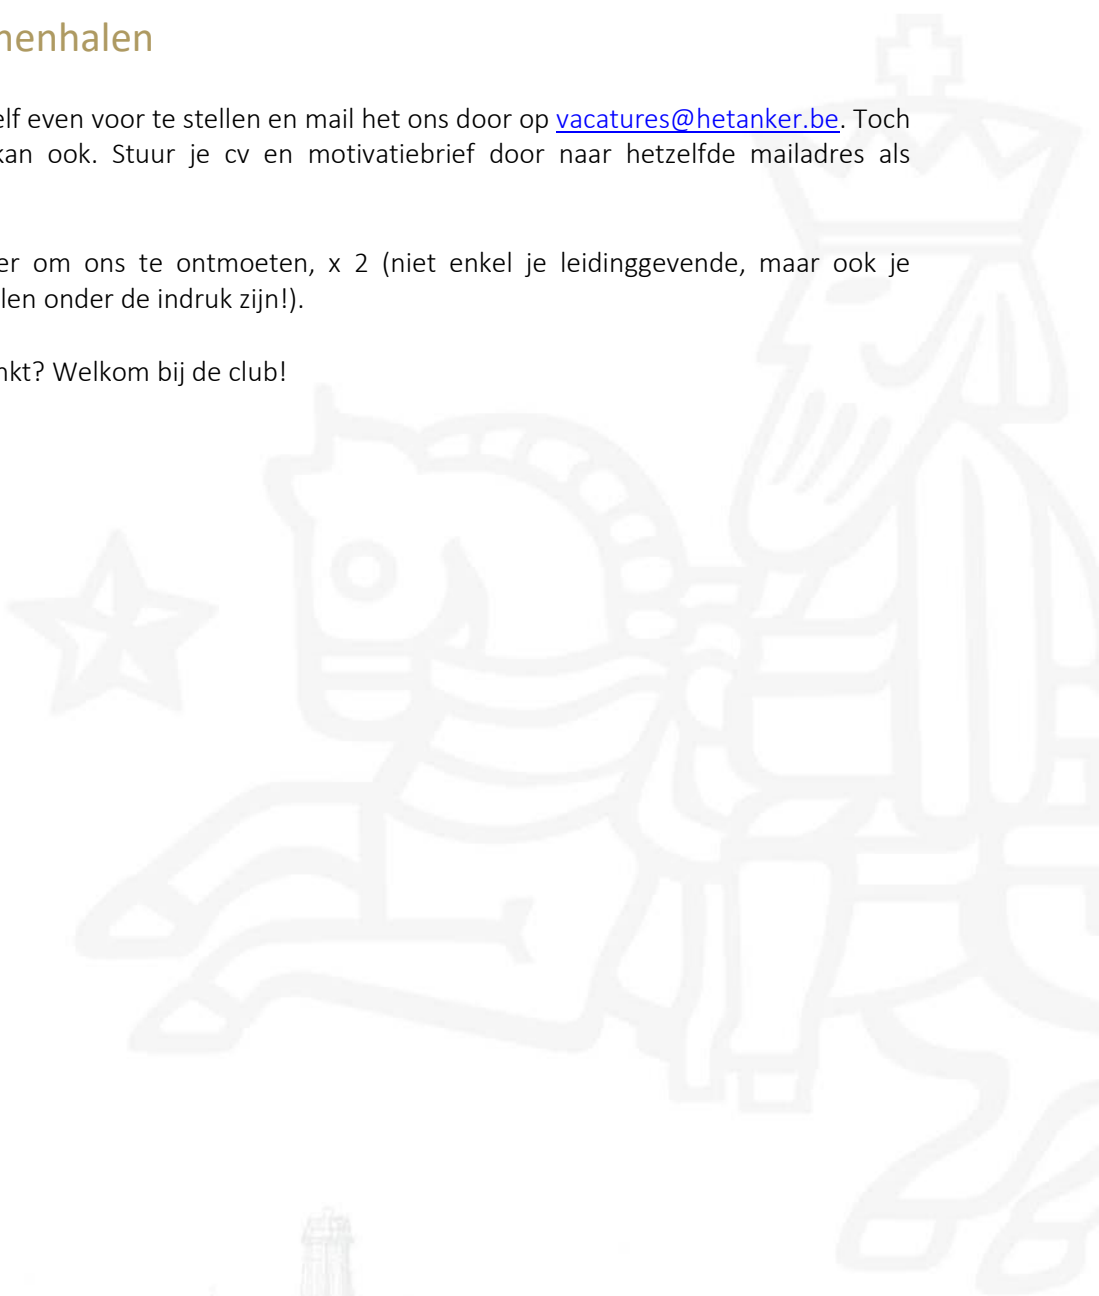 nenhalen
elf even voor te stellen en mail het ons door op vacatures@hetanker.be. Toch
kan ook. Stuur je cv en motivatiebrief door naar hetzelfde mailadres als
er om ons te ontmoeten, x 2 (niet enkel je leidinggevende, maar ook je
len onder de indruk zijn!).
nkt? Welkom bij de club!